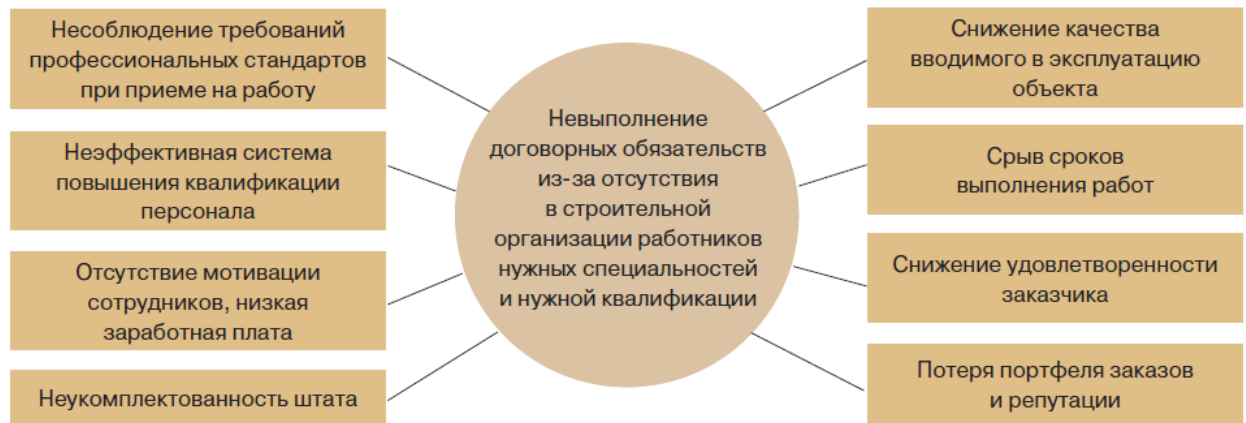 Несоблюдение требований
профессиональных стандартов
при приеме на работу
Неэффективная система
повышения квалификации
персонала
Отсутствие мотивации
сотрудников, низкая
заработная плата
Неукомплектованность штата
Невыполнение
договорных обязательств
из-за отсутствия
в строительной
организации работников
нужных специальностей
и нужной квалификации
Снижение качества
вводимого в эксплуатацию
объекта
Срыв сроков
выполнения работ
Снижение удовлетворенности
заказчика
Потеря портфеля заказов
и репутации